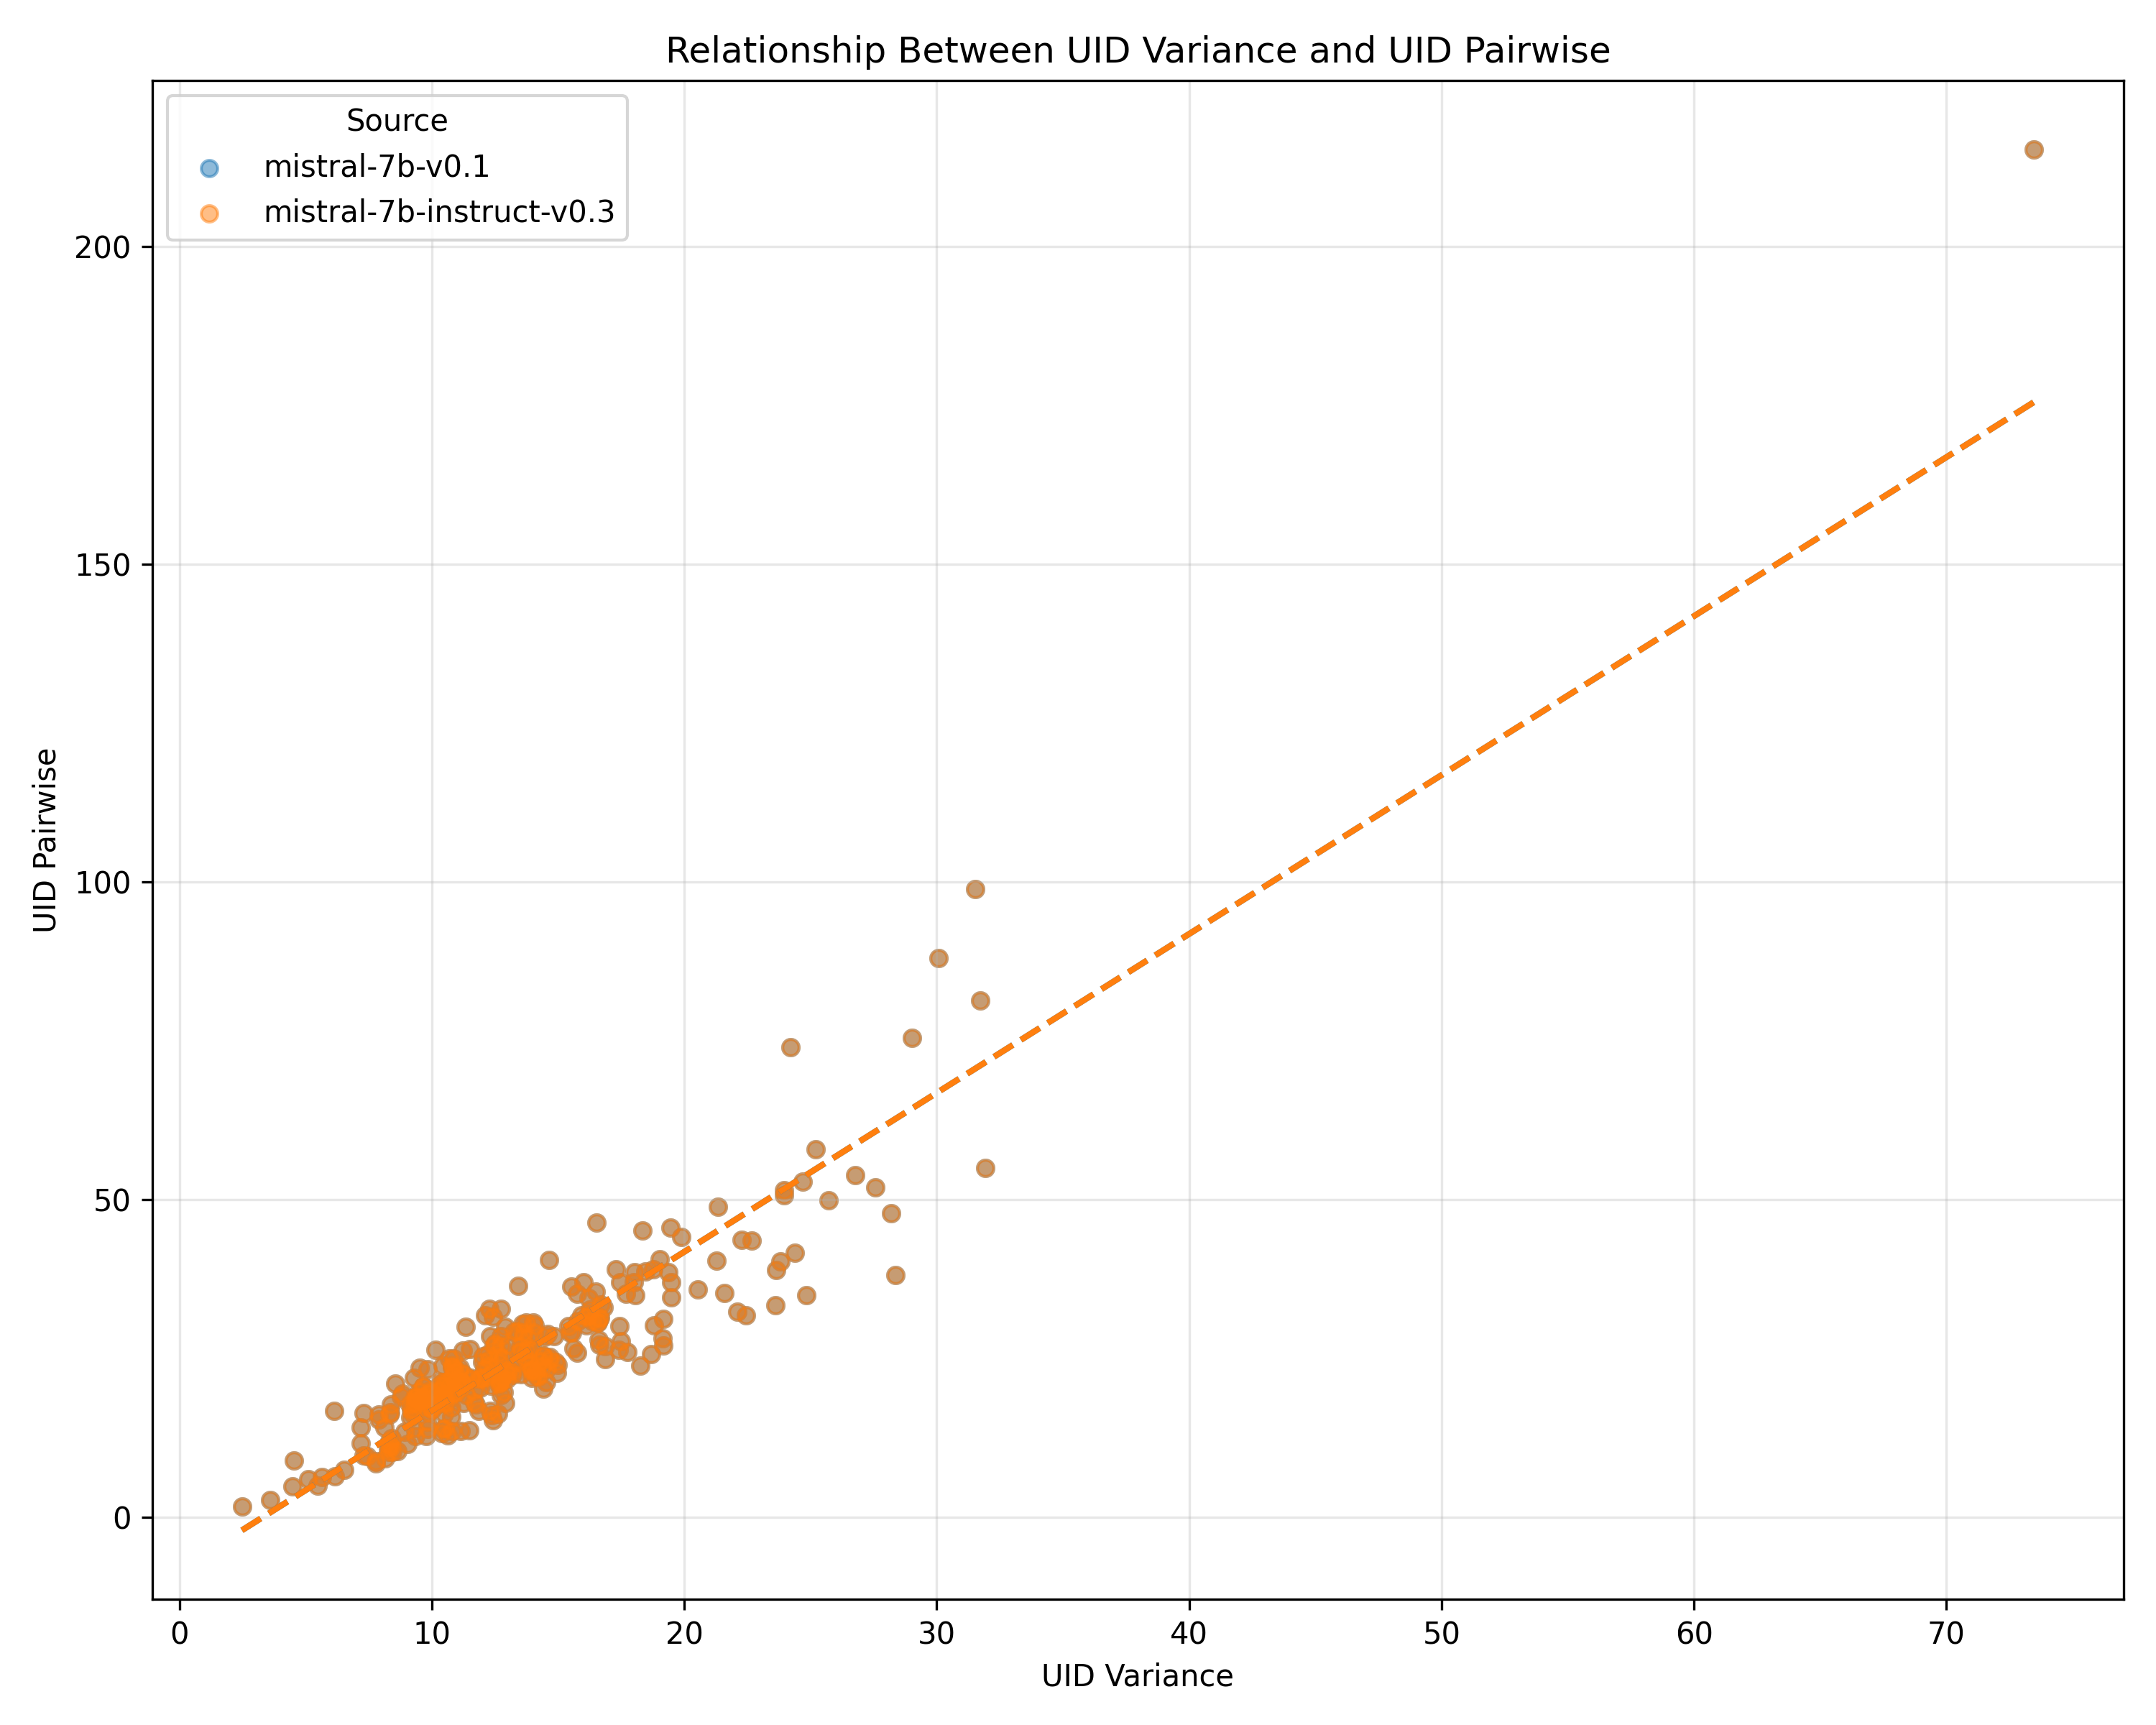 Relationship Between UID Variance and UID Pairwise
Source
mistral-7b-v0.1
mistral-7b-instruct-v0.3
200
150
100
50
0
UID Pairwise
0 10 20 30 40 50 60 70
UID Variance